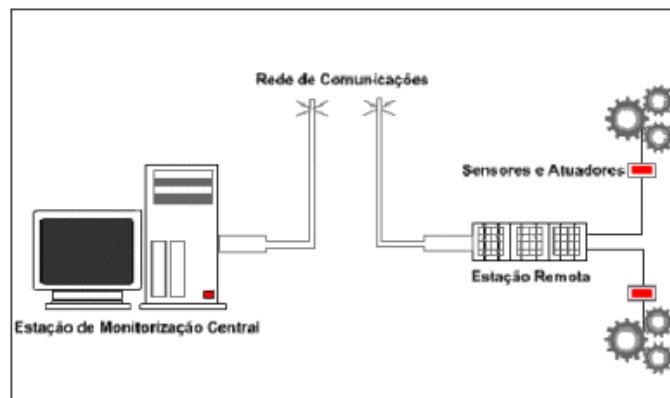 Rede de Comunicações
Sensores e Atuadores
Estação Remota
Estação de Monitorização Central